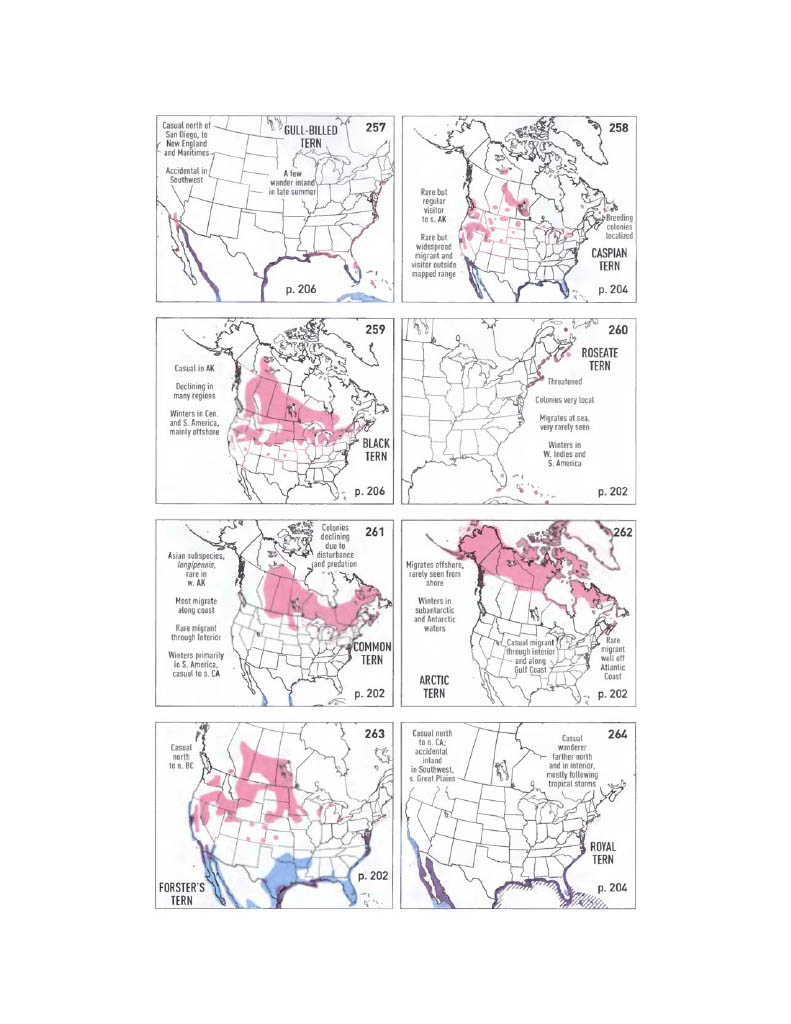 Casual north of
San Diego, to
New England
and Maritimes
Accidental in
Southwest
GULL-BILLED
TERN
257
A few
wander inland
in late summer
p. 206
258
Rare but
regular
visitor
to s. AK
Rare but
widespread
migrant and
visitor outside
mapped range
Breeding
colonies
localized
CASPIAN
TERN
p. 204
259
Casual in AK
Declining in
many regions
Winters in Cen.
and S. America,
mainly offshore
BLACK
TERN
p. 206
260
ROSEATE
TERN
Threatened
Colonies very local
Migrates at sea;
very rarely seen
Winters in
W. Indies and
S. America
p. 202
261
Colonies
declining
due to
disturbance
and predation
Asian subspecies,
longipennis,
rare in
w. AK
Most migrate
along coast
Rare migrant
through Interior
Winters primarily
in S. America,
casual to s. CA
COMMON
TERN
p. 202
262
Migrates offshore,
rarely seen from
shore
Winters in
subantarctic
and Antarctic
waters
Casual migrant
through interior
and along
Gulf Coast
Rare
migrant
well off
Atlantic
Coast
ARCTIC
TERN
p. 202
263
Casual
north
to n. BC
p. 202
FORSTER'S
TERN
264
Casual north
to n. CA;
accidental
inland
in Southwest,
s. Great Plains
Casual
wanderer
farther north
and in interior,
mostly following
tropical storms
ROYAL
TERN
p. 204